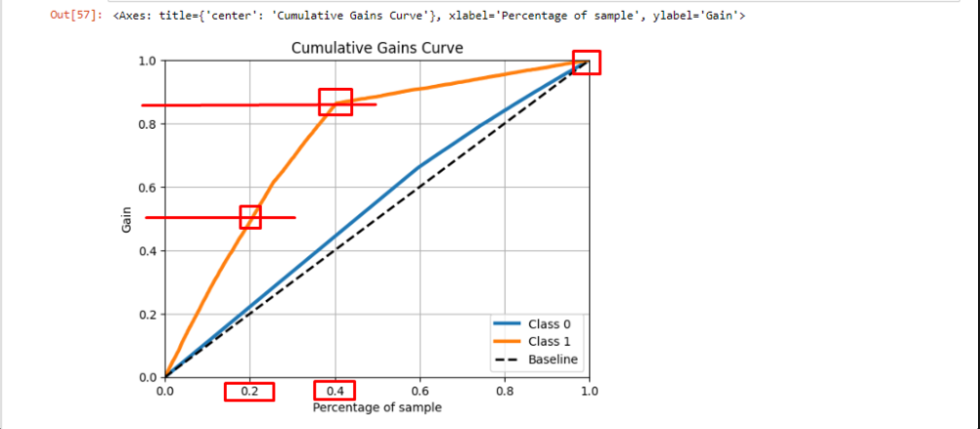 Out[57]: <Axes: title={'center': 'Cumulative Gains Curve'}, xlabel='Percentage of sample', ylabel='Gain'>
Cumulative Gains Curve
1.0
0.8
0.6
0.4
0.2
0.0
Gain
Class 0
Class 1
Baseline
0.0 0.2 0.4 0.6 0.8 1.0
Percentage of sample